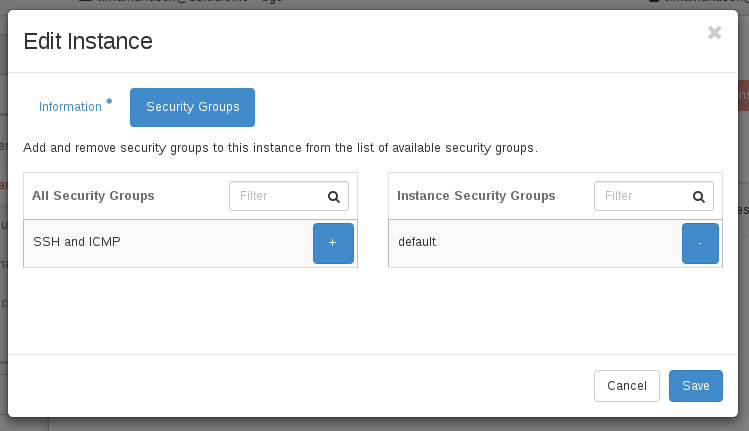 Edit Instance
Information *
Security Groups
Add and remove security groups to this instance from the list of available security groups.
All Security Groups
Filter
Instance Security Groups
Filter
SSH and ICMP
+
default
-
Cancel
Save